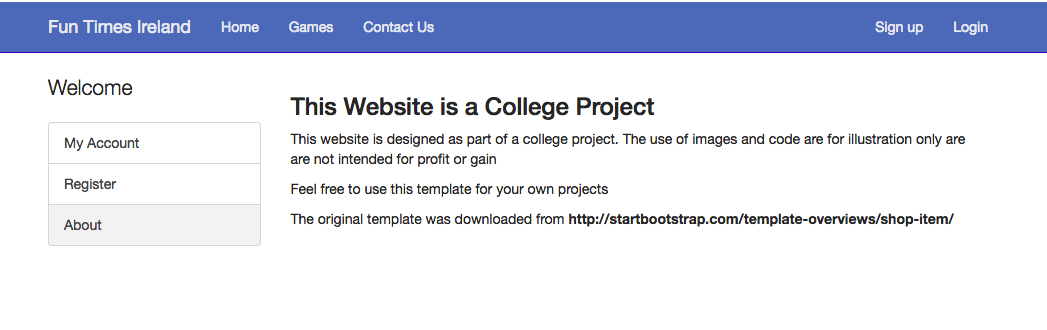 Fun Times Ireland Home Games Contact Us Sign up Login
Welcome
My Account
Register
About
This Website is a College Project
This website is designed as part of a college project. The use of images and code are for illustration only are
are not intended for profit or gain
Feel free to use this template for your own projects
The original template was downloaded from http://startbootstrap.com/template-overviews/shop-item/